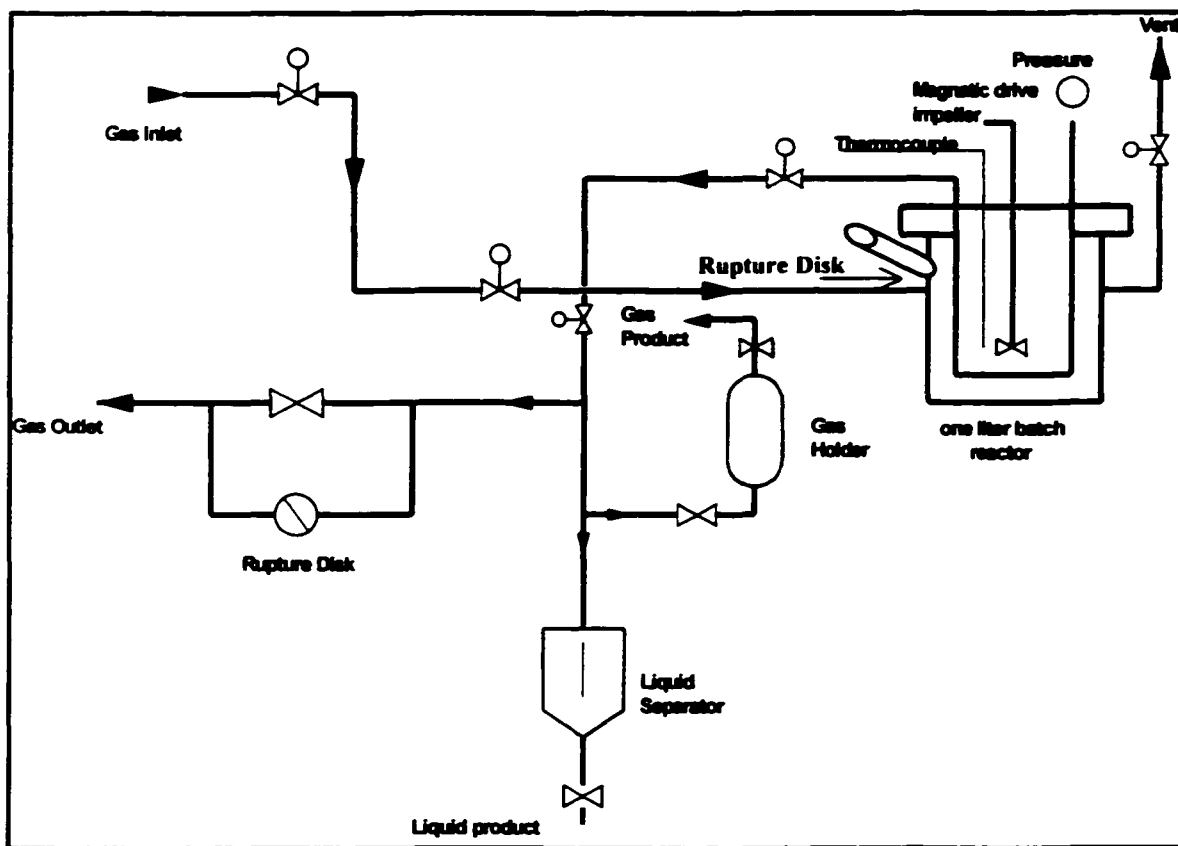 Vent
Pressure
Magnetic drive
impeller
Thermocouple
Gas Inlet
Rupture Disk
Gas
Product
Gas Outlet
Gas
Holder
one liter batch
reactor
Rupture Disk
Liquid
Separator
Liquid product